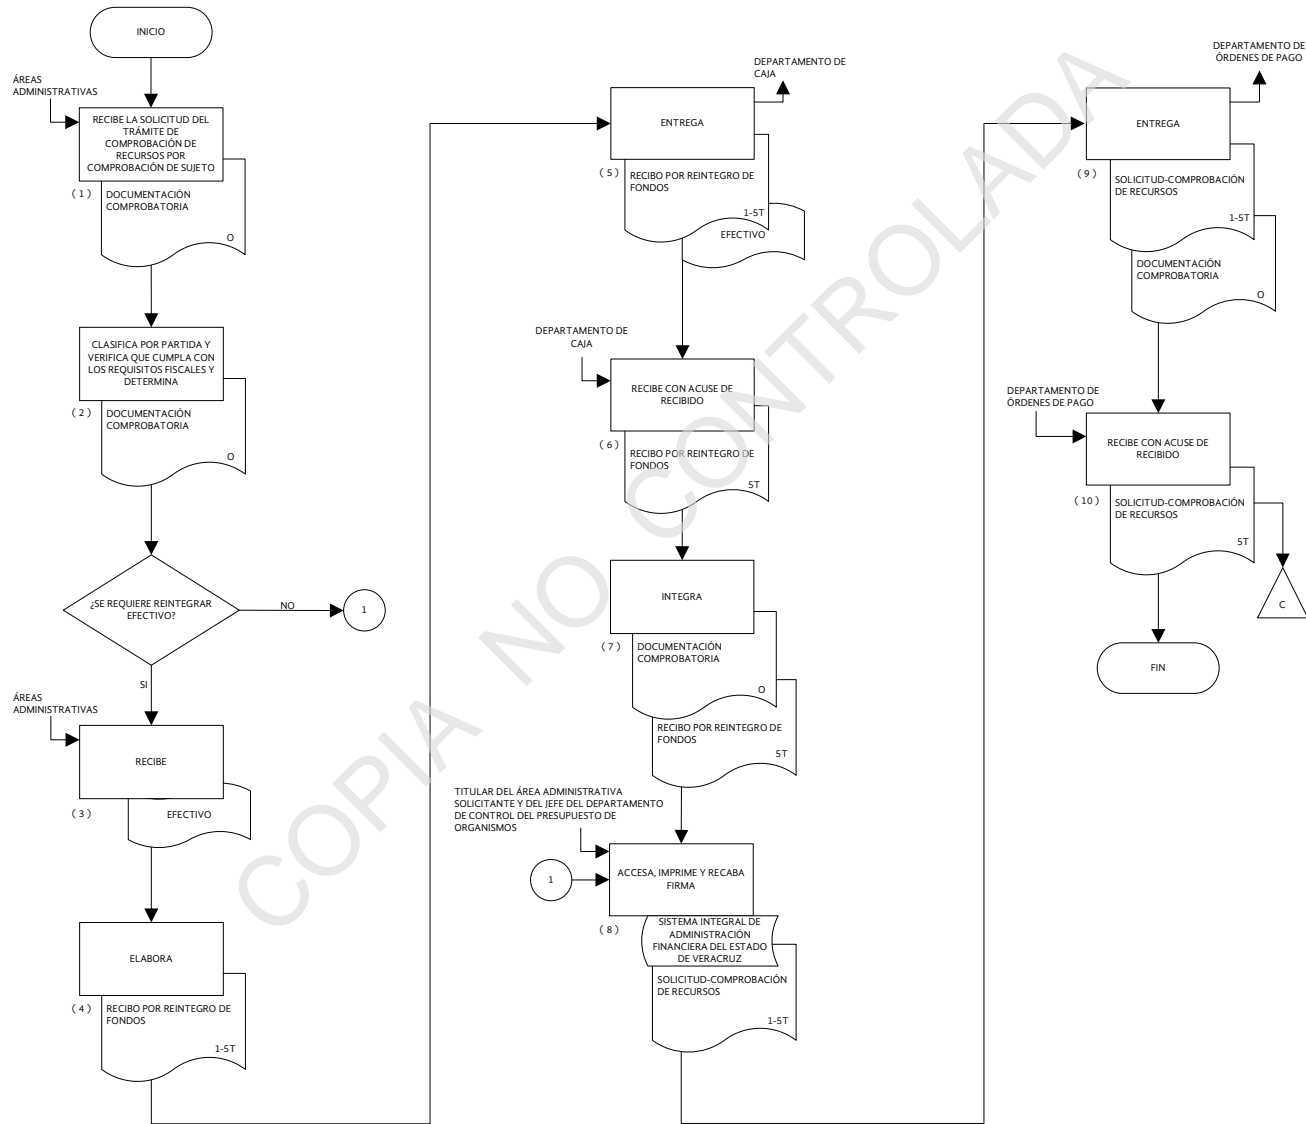 INICIO
ÁREAS
ADMINISTRATIVAS
RECIBE LA SOLICITUD DEL
TRÁMITE DE
COMPROBACIÓN DE
RECURSOS POR
COMPROBACIÓN DE SUJETO
( 1 )
DOCUMENTACIÓN
COMPROBATORIA
O
CLASIFICA POR PARTIDA Y
VERIFICA QUE CUMPLA CON
LOS REQUISITOS FISCALES Y
DETERMINA
( 2 )
DOCUMENTACIÓN
COMPROBATORIA
O
¿SE REQUIERE REINTEGRAR
EFECTIVO?
NO
1
SI
ÁREAS
ADMINISTRATIVAS
RECIBE
( 3 )
EFECTIVO
ELABORA
( 4 )
RECIBO POR REINTEGRO DE
FONDOS
1-5T
DEPARTAMENTO DE
CAJA
ENTREGA
( 5 )
RECIBO POR REINTEGRO DE
FONDOS
1-5T
EFECTIVO
DEPARTAMENTO DE
CAJA
RECIBE CON ACUSE DE
RECIBIDO
( 6 )
RECIBO POR REINTEGRO DE
FONDOS
5T
INTEGRA
( 7 )
DOCUMENTACIÓN
COMPROBATORIA
O
RECIBO POR REINTEGRO DE
FONDOS
5T
TITULAR DEL ÁREA ADMINISTRATIVA
SOLICITANTE Y DEL JEFE DEL DEPARTAMENTO
DE CONTROL DEL PRESUPUESTO DE
ORGANISMOS
1
ACCESA, IMPRIME Y RECABA
FIRMA
( 8 )
SISTEMA INTEGRAL DE
ADMINISTRACIÓN
FINANCIERA DEL ESTADO
DE VERACRUZ
SOLICITUD-COMPROBACIÓN
DE RECURSOS
1-5T
DEPARTAMENTO DE
ÓRDENES DE PAGO
ENTREGA
( 9 )
SOLICITUD-COMPROBACIÓN
DE RECURSOS
1-5T
DOCUMENTACIÓN
COMPROBATORIA
O
DEPARTAMENTO DE
ÓRDENES DE PAGO
RECIBE CON ACUSE DE
RECIBIDO
( 10 )
SOLICITUD-COMPROBACIÓN
DE RECURSOS
5T
C
FIN
COPIA NO CONTROLADA